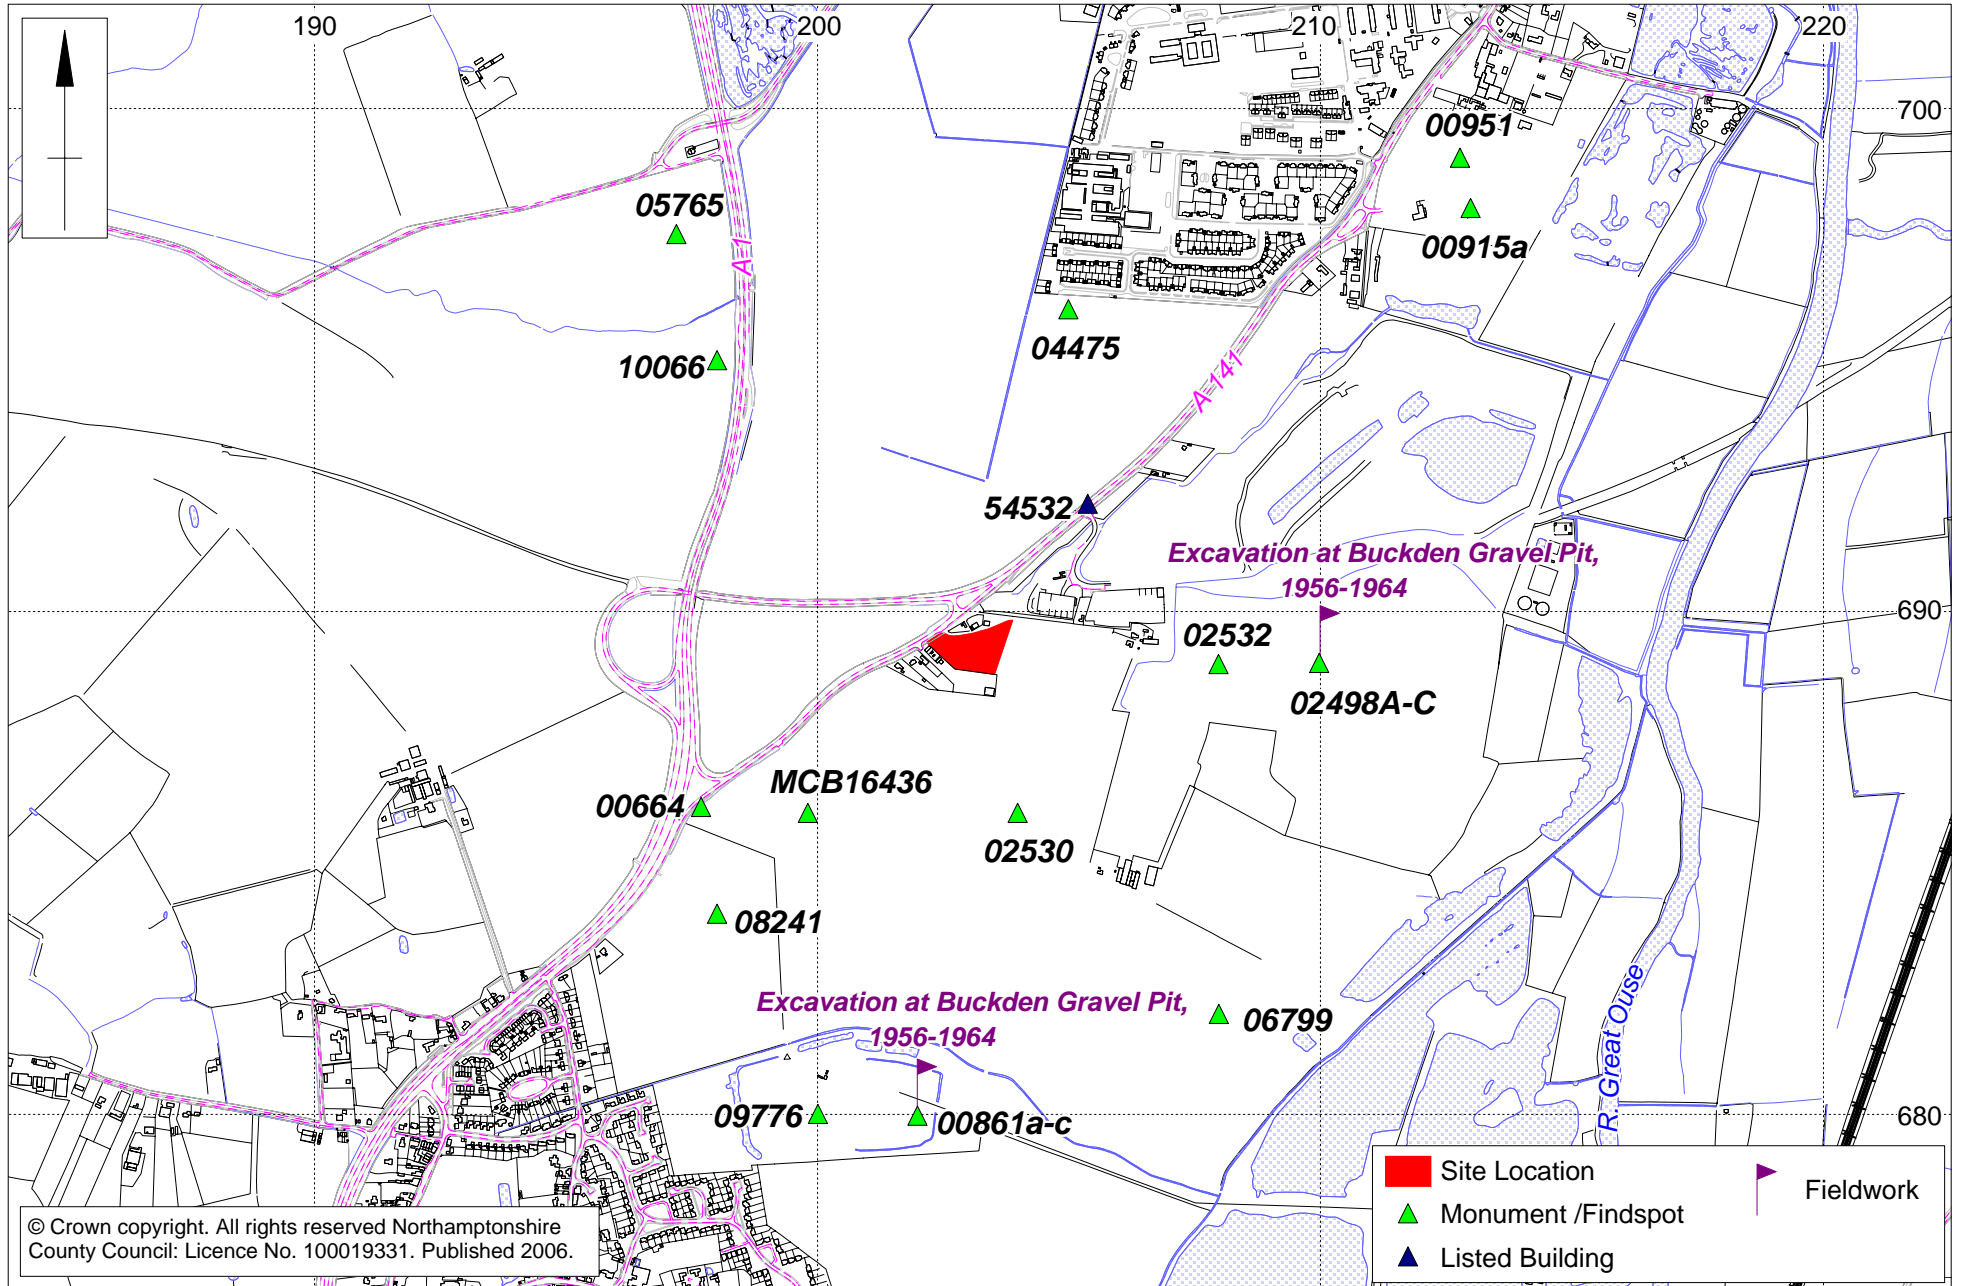 190
200
210
220
700
00951
05765
00915a
A 1
04475
10066
A 141
54532
Excavation at Buckden Gravel Pit,
1956-1964
690
02532
02498A-C
MCB16436
00664
02530
08241
Excavation at Buckden Gravel Pit,
1956-1964
06799
R. Great Ouse
09776
00861a-c
680
Site Location
Monument /Findspot
Listed Building
Fieldwork
© Crown copyright. All rights reserved Northamptonshire
County Council: Licence No. 100019331. Published 2006.